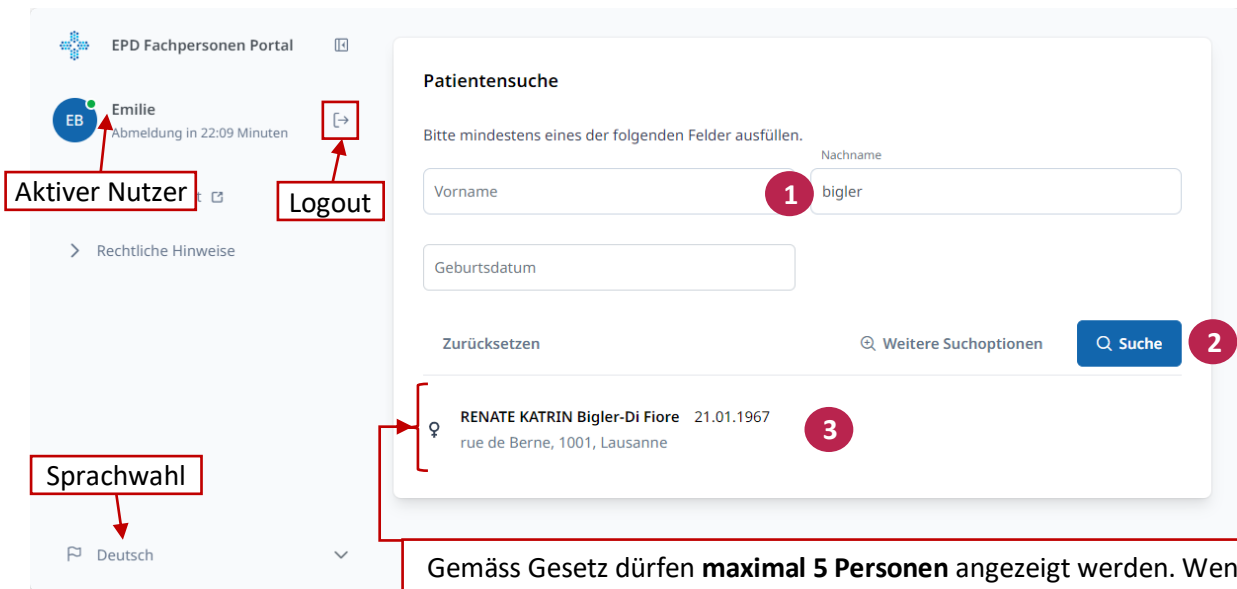 EPD Fachpersonen Portal
EB
Emilie
Abmeldung in 22:09 Minuten
Aktiver Nutzer
Logout
Rechtliche Hinweise
Sprachwahl
Deutsch
Patientensuche
Bitte mindestens eines der folgenden Felder ausfüllen.
Vorname
1
Nachname
bigler
Geburtsdatum
Zurücksetzen
Weitere Suchoptionen
Suche
2
RENATE KATRIN Bigler-Di Fiore 21.01.1967
rue de Berne, 1001, Lausanne
3
Gemäss Gesetz dürfen maximal 5 Personen angezeigt werden.